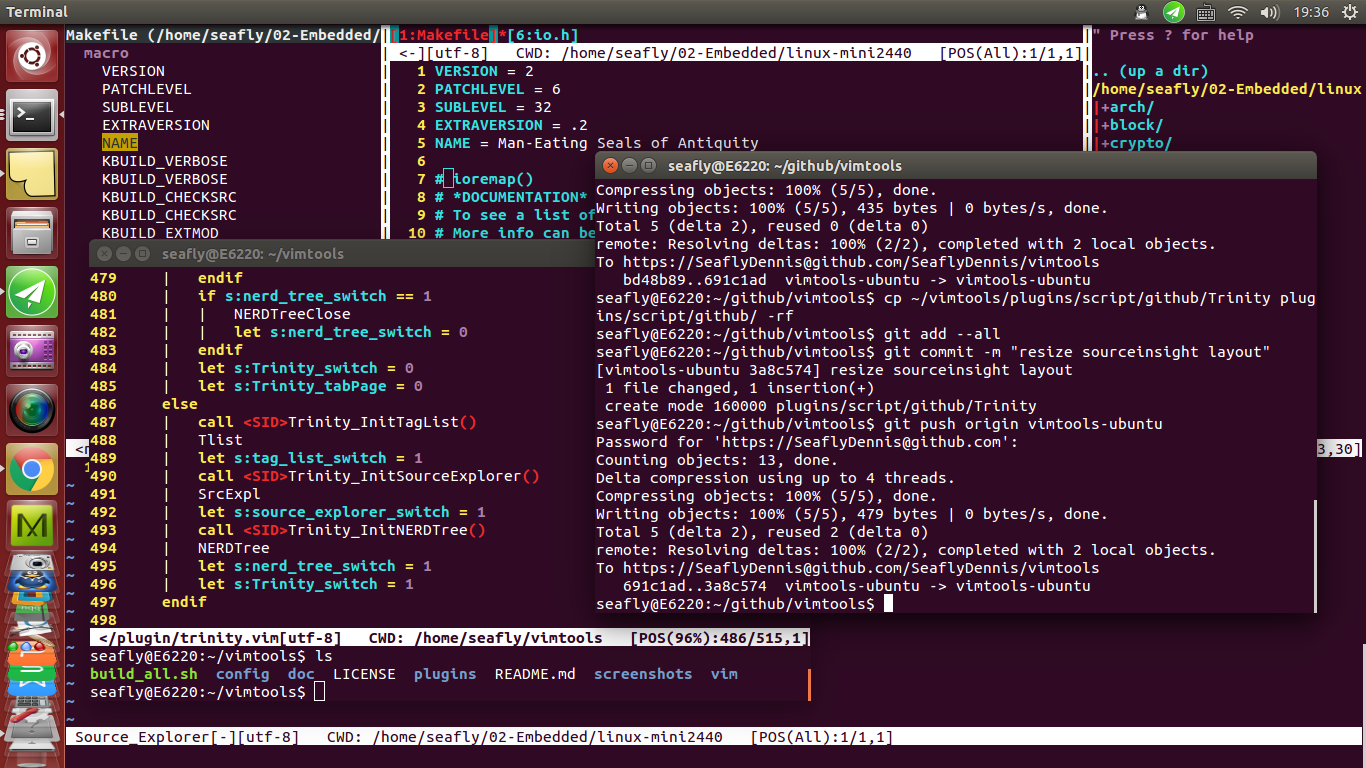 Terminal
19:36
Makefile (/home/seafly/02-Embedded/
macro
VERSION
PATCHLEVEL
SUBLEVEL
EXTRAVERSION
NAME
KBUILD_VERBOSE
KBUILD_VERBOSE
KBUILD_CHECKSRC
KBUILD_CHECKSRC
KBUILD_EXTMOD
[1:Makefile]*[6:io.h]
<-][utf-8] CWD: /home/seafly/02-Embedded/linux-mini2440 [POS(All):1/1,1]
1 VERSION = 2
2 PATCHLEVEL = 6
3 SUBLEVEL = 32
4 EXTRAVERSION = .2
5 NAME = Man-Eating Seals of Antiquity
6
7 # ioremap()
8 # *DOCUMENTATION*
9 # To see a list of
10 # More info can be
" Press ? for help
.. (up a dir)
/home/seafly/02-Embedded/linux
|+arch/
|+block/
|+crypto/
seafly@E6220: ~/vimtools
479 | endif
480 | if s:nerd_tree_switch == 1
481 | | NERDTreeClose
482 | | let s:nerd_tree_switch = 0
483 | endif
484 | let s:Trinity_switch = 0
485 | let s:Trinity_tabPage = 0
486 else
487 | call <SID>Trinity_InitTagList()
488 | Tlist
489 | let s:tag_list_switch = 1
490 | call <SID>Trinity_InitSourceExplorer()
491 | SrcExpl
492 | let s:source_explorer_switch = 1
493 | call <SID>Trinity_InitNERDTree()
494 | NERDTree
495 | let s:nerd_tree_switch = 1
496 | let s:Trinity_switch = 1
497 endif
498
</plugin/trinity.vim[utf-8] CWD: /home/seafly/vimtools [POS(96%):486/515,1]
seafly@E6220:~/vimtools$ ls
build_all.sh config doc LICENSE plugins README.md screenshots vim
seafly@E6220:~/vimtools$
seafly@E6220: ~/github/vimtools
Compressing objects: 100% (5/5), done.
Writing objects: 100% (5/5), 435 bytes | 0 bytes/s, done.
Total 5 (delta 2), reused 0 (delta 0)
remote: Resolving deltas: 100% (2/2), completed with 2 local objects.
To https://SeaflyDennis@github.com/SeaflyDennis/vimtools
bd48b89..691c1ad vimtools-ubuntu -> vimtools-ubuntu
seafly@E6220:~/github/vimtools$ cp ~/vimtools/plugins/script/github/Trinity plug
ins/script/github/ -rf
seafly@E6220:~/github/vimtools$ git add --all
seafly@E6220:~/github/vimtools$ git commit -m "resize sourceinsight layout"
[vimtools-ubuntu 3a8c574] resize sourceinsight layout
1 file changed, 1 insertion(+)
create mode 160000 plugins/script/github/Trinity
seafly@E6220:~/github/vimtools$ git push origin vimtools-ubuntu
Password for 'https://SeaflyDennis@github.com':
Counting objects: 13, done.
Delta compression using up to 4 threads.
Compressing objects: 100% (5/5), done.
Writing objects: 100% (5/5), 479 bytes | 0 bytes/s, done.
Total 5 (delta 2), reused 2 (delta 0)
remote: Resolving deltas: 100% (2/2), completed with 2 local objects.
To https://SeaflyDennis@github.com/SeaflyDennis/vimtools
691c1ad..3a8c574 vimtools-ubuntu -> vimtools-ubuntu
seafly@E6220:~/github/vimtools$
3,30]
~
~
~
~
~
~
~
~
~
~
~
~
~
~
Source_Explorer[-][utf-8] CWD: /home/seafly/02-Embedded/linux-mini2440 [POS(All):1/1,1]